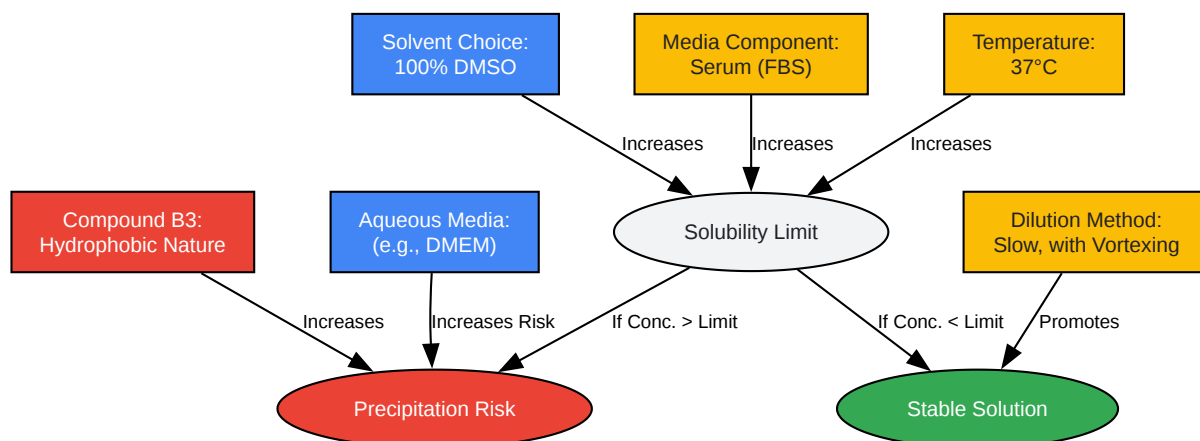 Solvent Choice:
100% DMSO
Media Component:
Serum (FBS)
Temperature:
37°C
Increases
Increases
Increases
Compound B3:
Hydrophobic Nature
Aqueous Media:
(e.g., DMEM)
Solubility Limit
Dilution Method:
Slow, with Vortexing
Increases
Increases Risk
If Conc. > Limit
If Conc. < Limit
Promotes
Precipitation Risk
Stable Solution